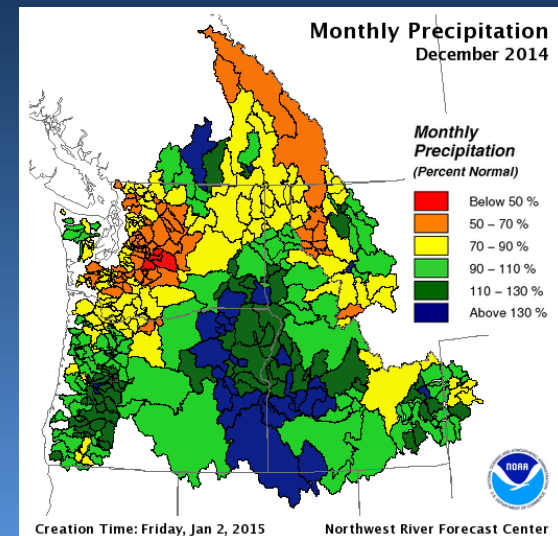 Monthly Precipitation
December 2014
Monthly
Precipitation
(Percent Normal)
Below 50 %
50 – 70 %
70 – 90 %
90 – 110 %
110 – 130 %
Above 130 %
NOAA
Creation Time: Friday, Jan 2, 2015
Northwest River Forecast Center